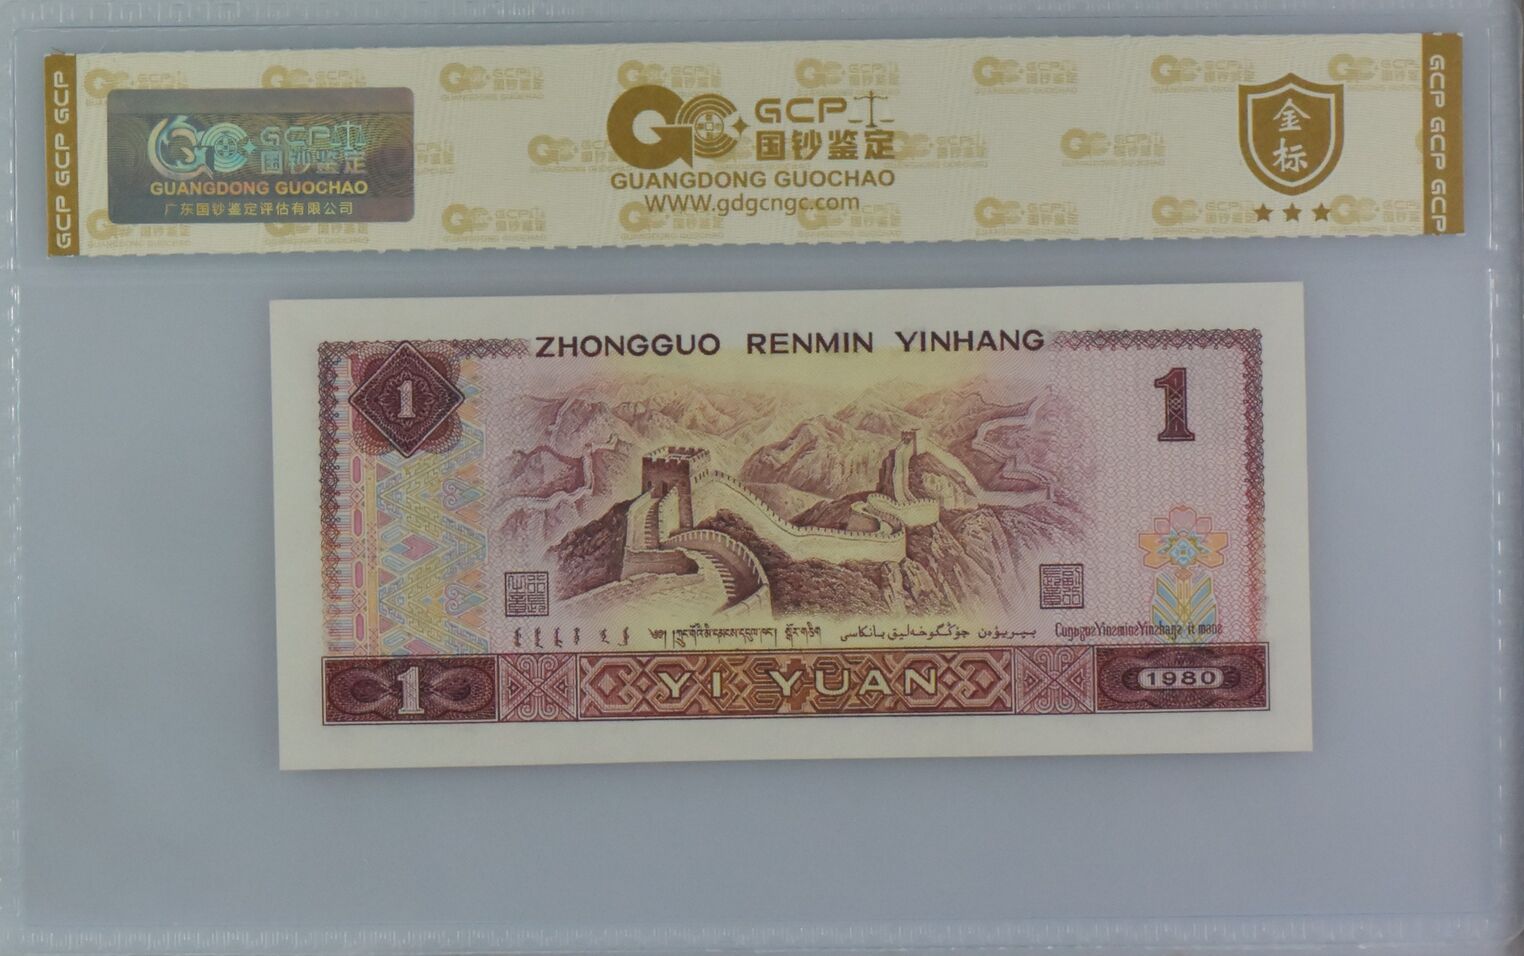 GCP GCP GCP
GCP
国钞鉴定
GUANGDONG GUOCHAO
广东国钞鉴定评估有限公司
GCP
国钞鉴定
GUANGDONG GUOCHAO
WWW.gdgcngc.com
金标
GCP GCP GCP
ZHONGGUO RENMIN YINHANG
1
1
1
YI YUAN
1980